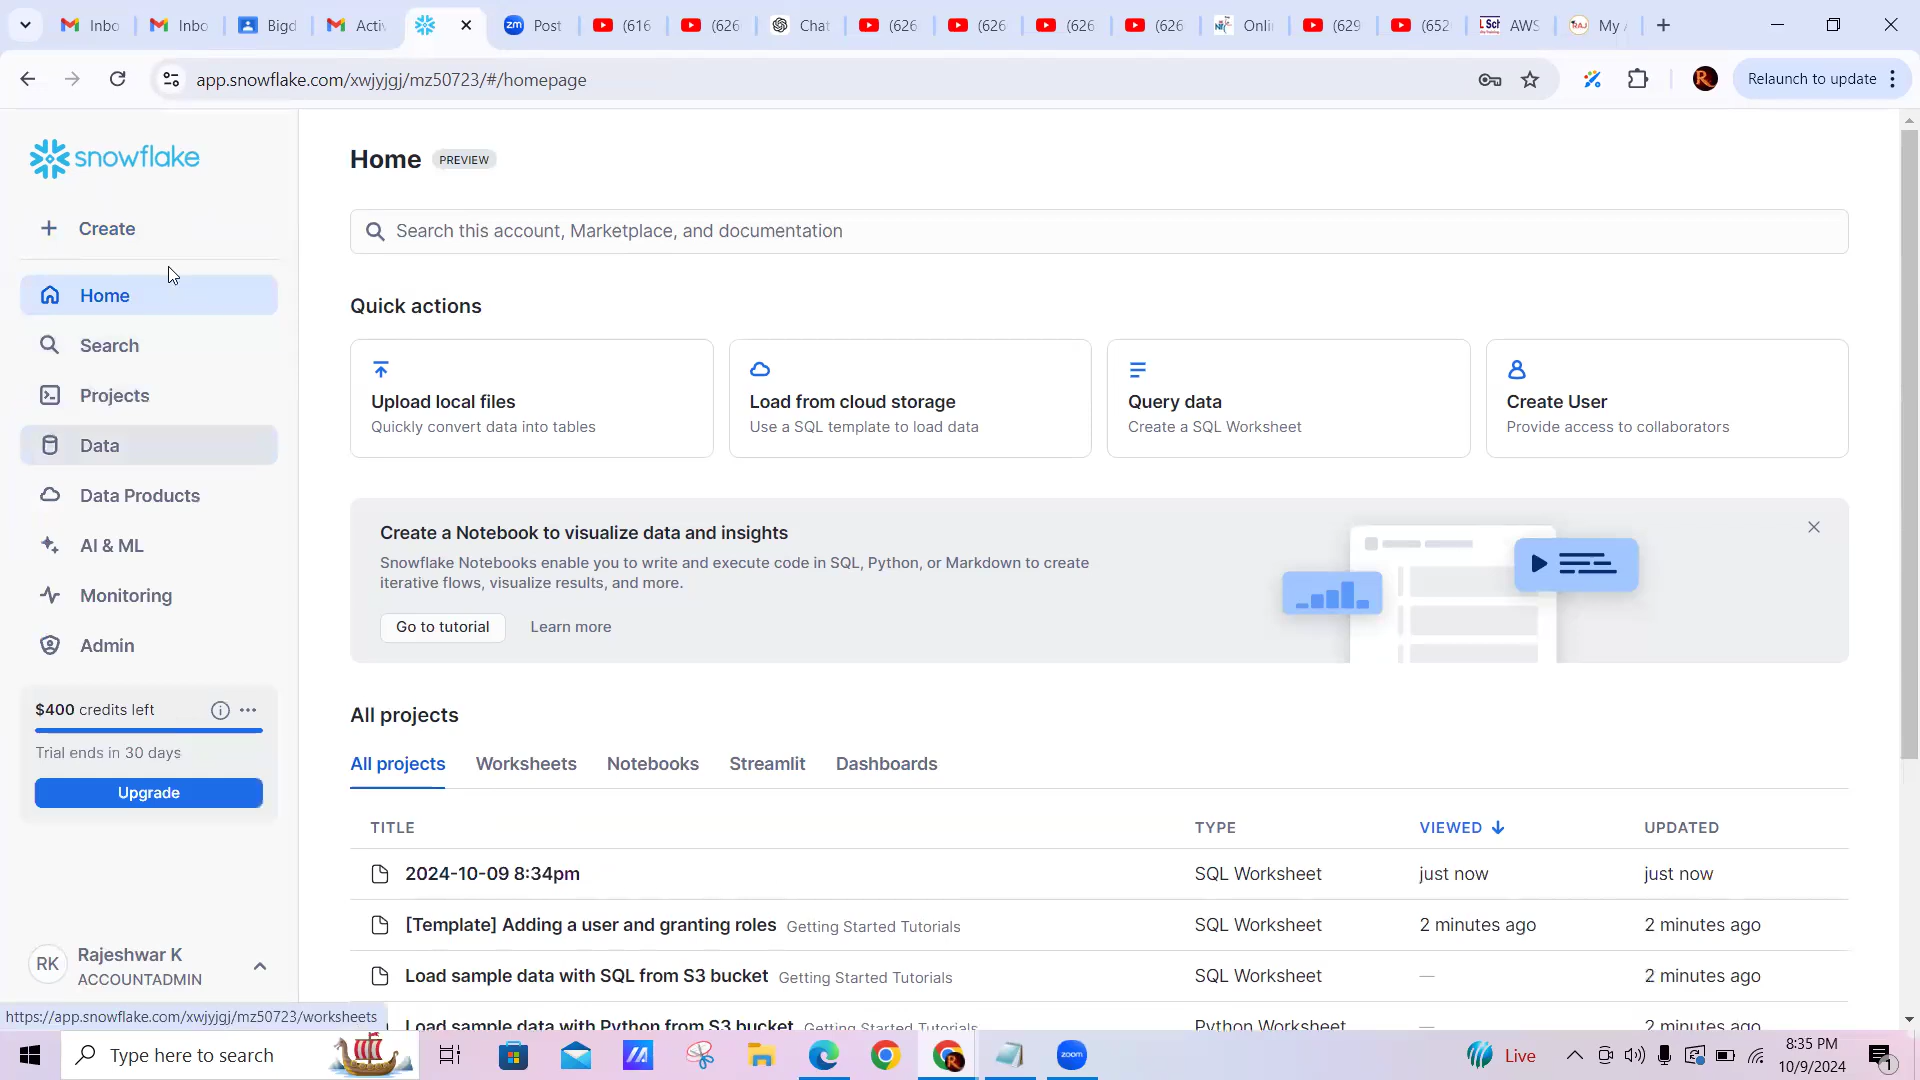 Inbo
Inbo
Bigd
Activ
Post
(616
(626
Chat
(626
(626
(626
(626
Onli
(629
(652
AWS
My
app.snowflake.com/xwjyjgj/mz50723/#/homepage
Relaunch to update
snowflake
Create
Home
Search
Projects
Data
Data Products
AI & ML
Monitoring
Admin
$400 credits left
Trial ends in 30 days
Upgrade
RK
Rajeshwar K
ACCOUNTADMIN
https://app.snowflake.com/xwjyjgj/mz50723/worksheets
Home PREVIEW
Search this account, Marketplace, and documentation
Quick actions
Upload local files
Quickly convert data into tables
Load from cloud storage
Use a SQL template to load data
Query data
Create a SQL Worksheet
Create User
Provide access to collaborators
Create a Notebook to visualize data and insights
Snowflake Notebooks enable you to write and execute code in SQL, Python, or Markdown to create
iterative flows, visualize results, and more.
Go to tutorial Learn more
All projects
All projects Worksheets Notebooks Streamlit Dashboards
TITLE TYPE VIEWED UPDATED
2024-10-09 8:34pm SQL Worksheet just now just now
[Template] Adding a user and granting roles Getting Started Tutorials SQL Worksheet 2 minutes ago 2 minutes ago
Load sample data with SQL from S3 bucket Getting Started Tutorials SQL Worksheet — 2 minutes ago
Load sample data with Python from S3 bucket Getting Started Tutorials Python Worksheet — 2 minutes ago
Type here to search
zoom
Live
8:35 PM
10/9/2024
1